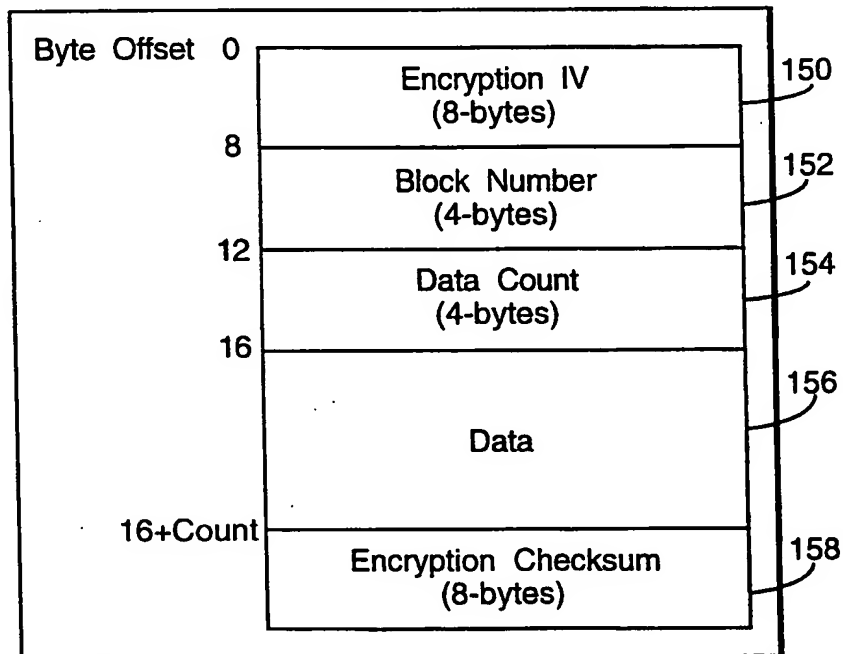 Byte Offset 0
Encryption IV
(8-bytes)
150
8
Block Number
(4-bytes)
152
12
Data Count
(4-bytes)
154
16
Data
156
16+Count
Encryption Checksum
(8-bytes)
158